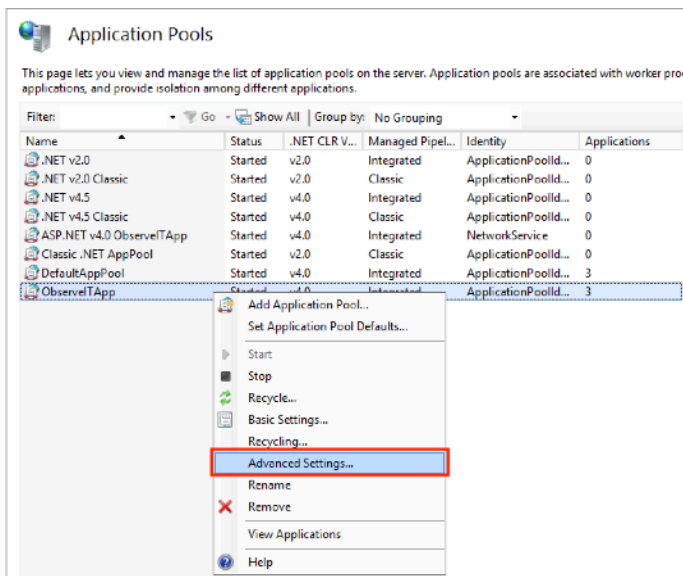 Application Pools
This page lets you view and manage the list of application pools on the server. Application pools are associated with worker pro
applications, and provide isolation among different applications.
Filter: Go Show All Group by: No Grouping
Name Status .NET CLR V... Managed Pipel... Identity Applications
.NET v2.0 Started v2.0 Integrated ApplicationPoolId... 0
.NET v2.0 Classic Started v2.0 Classic ApplicationPoolId... 0
.NET v4.5 Started v4.0 Integrated ApplicationPoolId... 0
.NET v4.5 Classic Started v4.0 Classic ApplicationPoolId... 0
ASP.NET v4.0 ObserveITApp Started v4.0 Integrated NetworkService 0
Classic .NET AppPool Started v2.0 Classic ApplicationPoolId... 0
DefaultAppPool Started v4.0 Integrated ApplicationPoolId... 3
ObserveITApp Started v4.0 Integrated ApplicationPoolId... 3
Add Application Pool...
Set Application Pool Defaults...
Start
Stop
Recycle...
Basic Settings...
Recycling...
Advanced Settings...
Rename
Remove
View Applications
Help